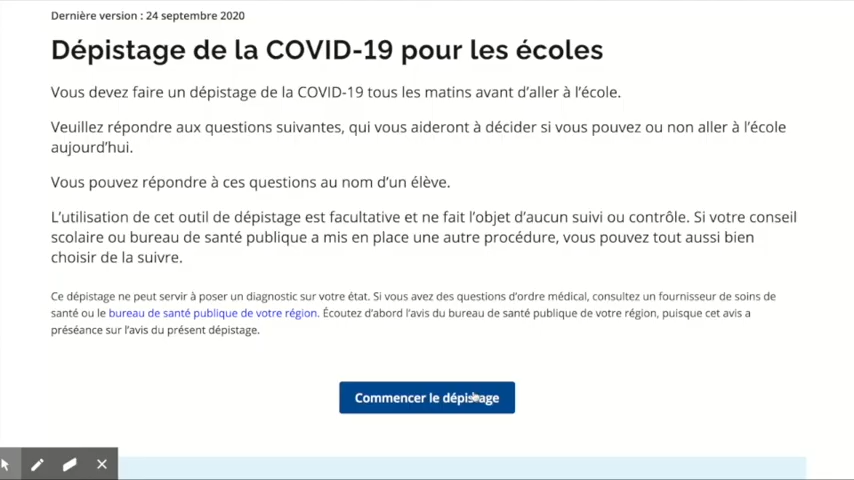 Dernière version : 24 septembre 2020
Dépistage de la COVID-19 pour les écoles
Vous devez faire un dépistage de la COVID-19 tous les matins avant d’aller à l’école.
Veuillez répondre aux questions suivantes, qui vous aideront à décider si vous pouvez ou non aller à l’école
aujourd’hui.
Vous pouvez répondre à ces questions au nom d’un élève.
L’utilisation de cet outil de dépistage est facultative et ne fait l’objet d’aucun suivi ou contrôle. Si votre conseil
scolaire ou bureau de santé publique a mis en place une autre procédure, vous pouvez tout aussi bien
choisir de la suivre.
Ce dépistage ne peut servir à poser un diagnostic sur votre état. Si vous avez des questions d’ordre médical, consultez un fournisseur de soins de
santé ou le bureau de santé publique de votre région. Écoutez d’abord l’avis du bureau de santé publique de votre région, puisque cet avis a
préséance sur l’avis du présent dépistage.
Commencer le dépistage